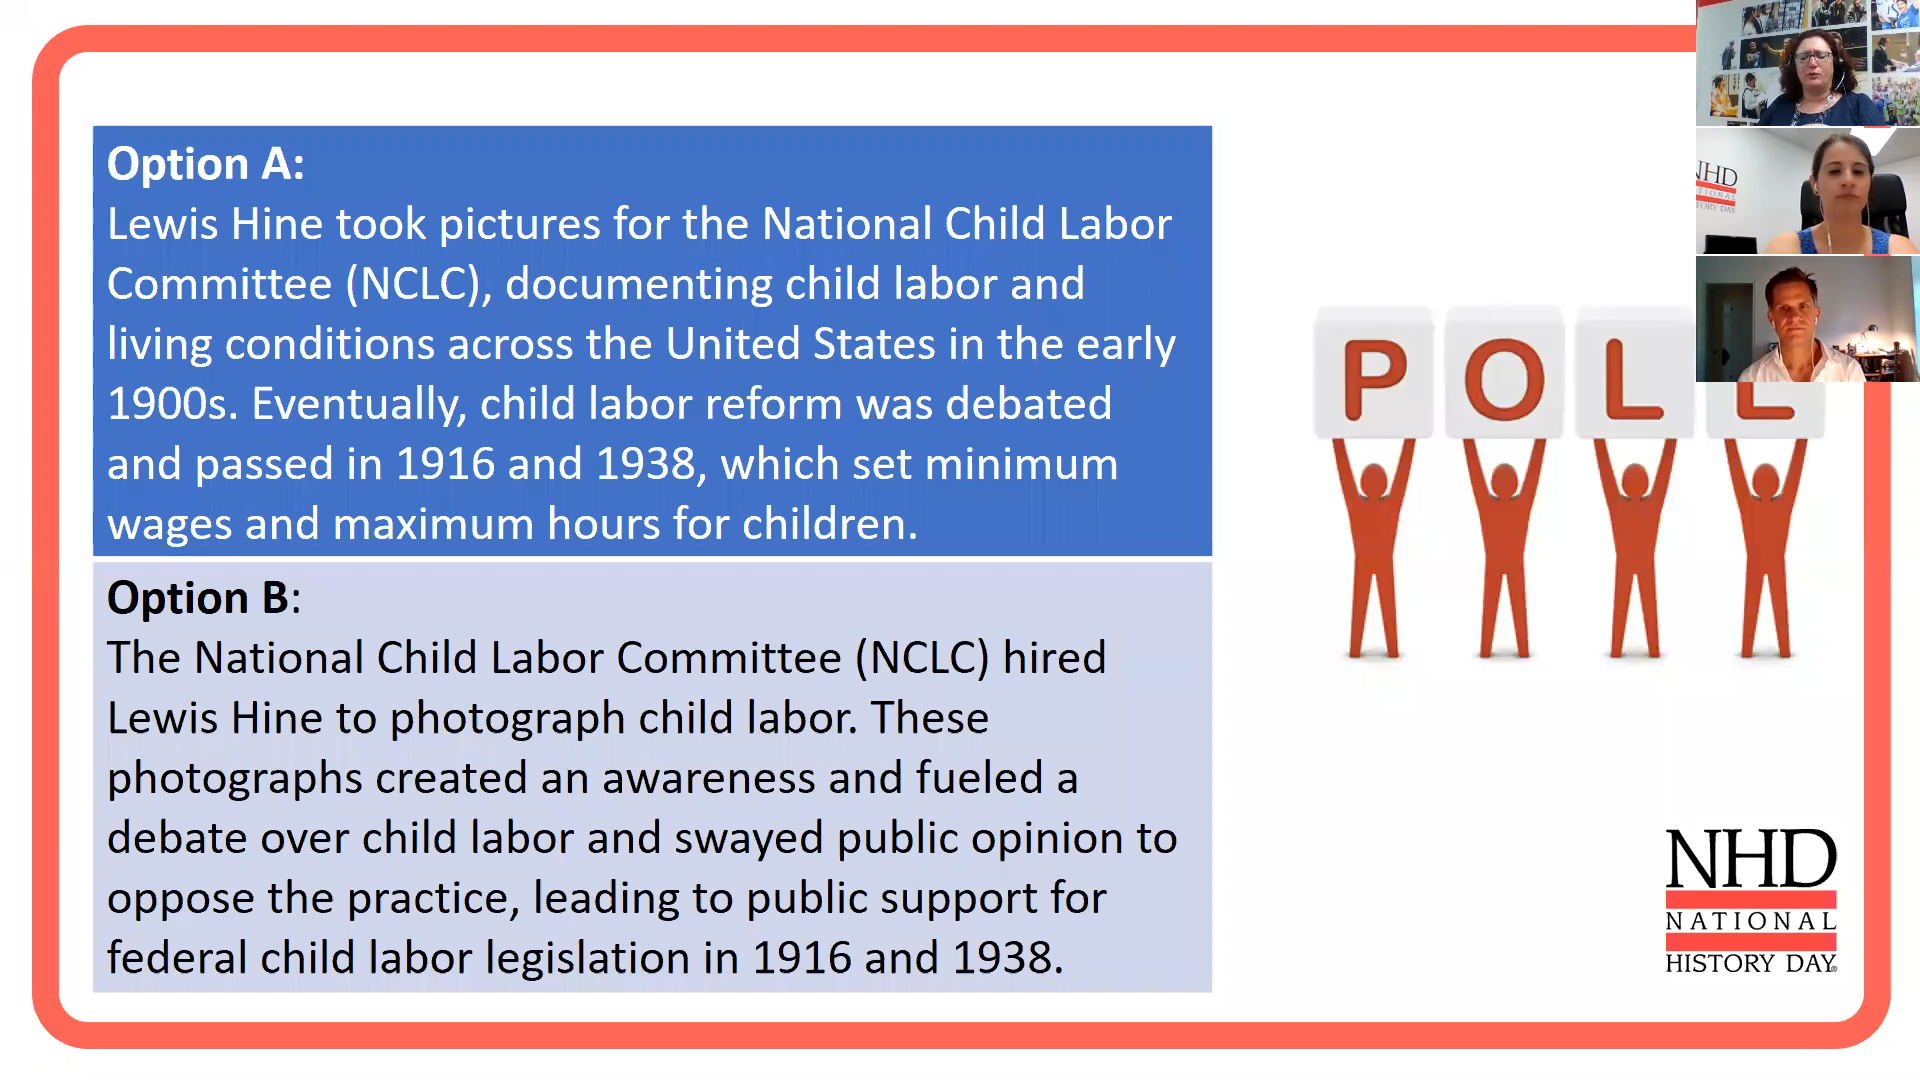 Option A:
Lewis Hine took pictures for the National Child Labor
Committee (NCLC), documenting child labor and
living conditions across the United States in the early
1900s. Eventually, child labor reform was debated
and passed in 1916 and 1938, which set minimum
wages and maximum hours for children.
Option B:
The National Child Labor Committee (NCLC) hired
Lewis Hine to photograph child labor. These
photographs created an awareness and fueled a
debate over child labor and swayed public opinion to
oppose the practice, leading to public support for
federal child labor legislation in 1916 and 1938.
POLL
NHD
NATIONAL
HISTORY DAY
NHD